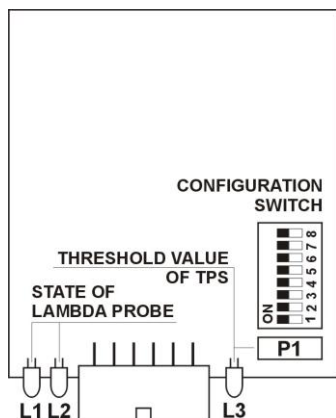 CONFIGURATION
SWITCH
ON
1 2 3 4 5 6 7 8
THRESHOLD VALUE
OF TPS
STATE OF
LAMBDA PROBE
P1
L1 L2 L3